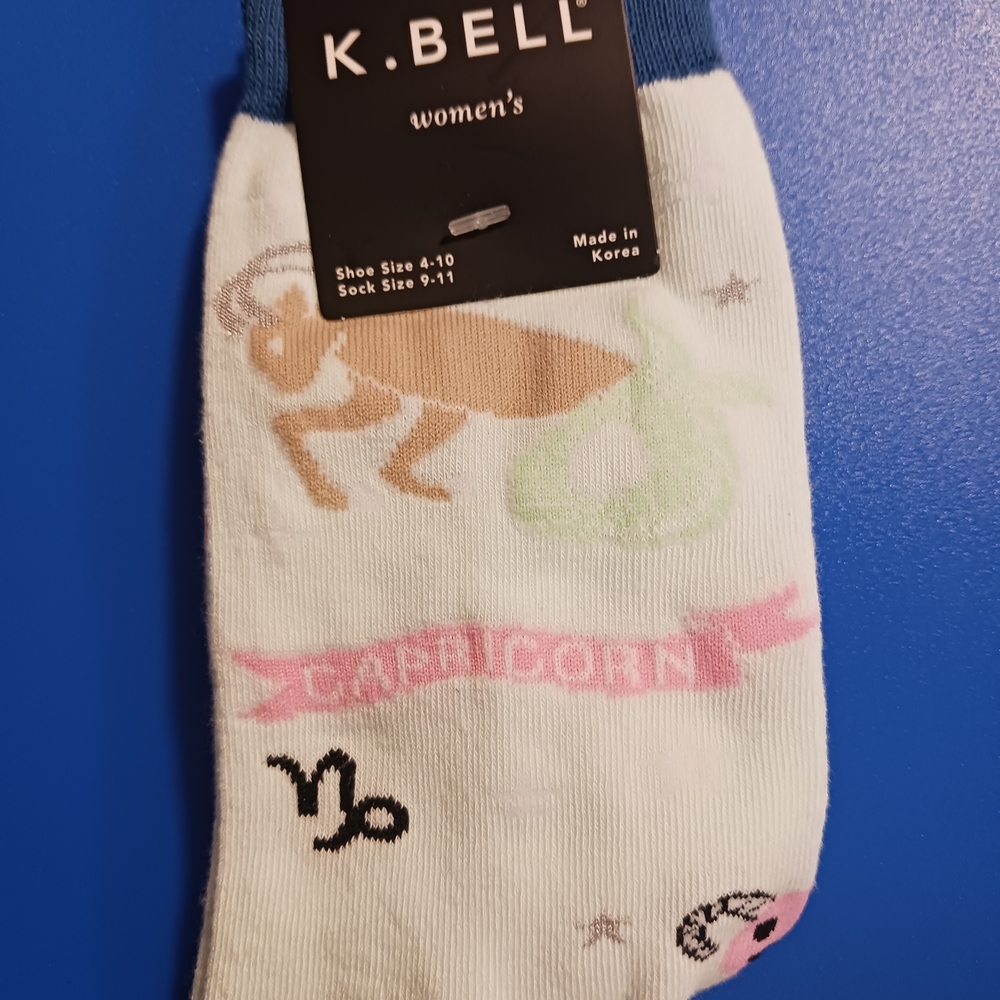 K.BELL®
women's
Shoe Size 4-10
Sock Size 9-11
Made in
Korea
CAPRICORN